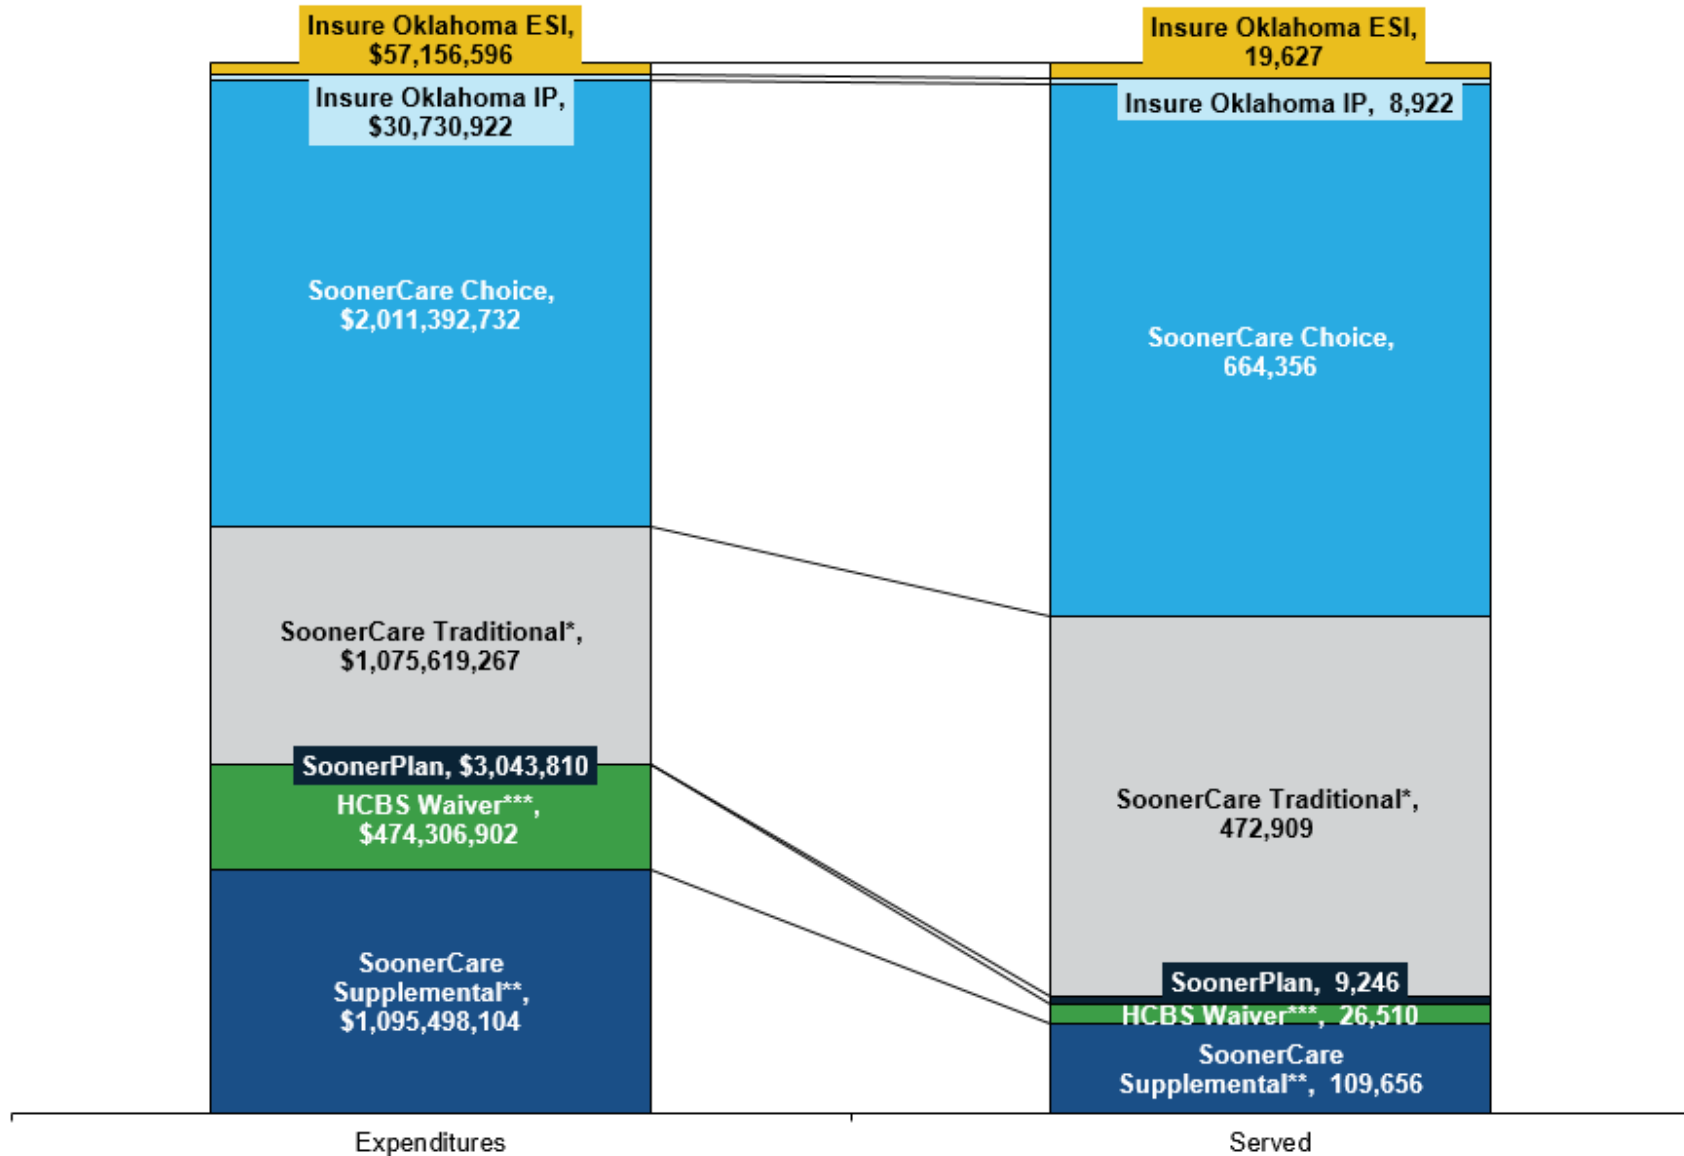 Insure Oklahoma ESI,
$57,156,596
Insure Oklahoma IP,
$30,730,922
SoonerCare Choice,
$2,011,392,732
SoonerCare Traditional*,
$1,075,619,267
SoonerPlan, $3,043,810
HCBS Waiver***,
$474,306,902
SoonerCare
Supplemental**,
$1,095,498,104
Expenditures
Insure Oklahoma ESI,
19,627
Insure Oklahoma IP, 8,922
SoonerCare Choice,
664,356
SoonerCare Traditional*,
472,909
SoonerPlan, 9,246
HCBS Waiver***, 26,510
SoonerCare
Supplemental**, 109,656
Served